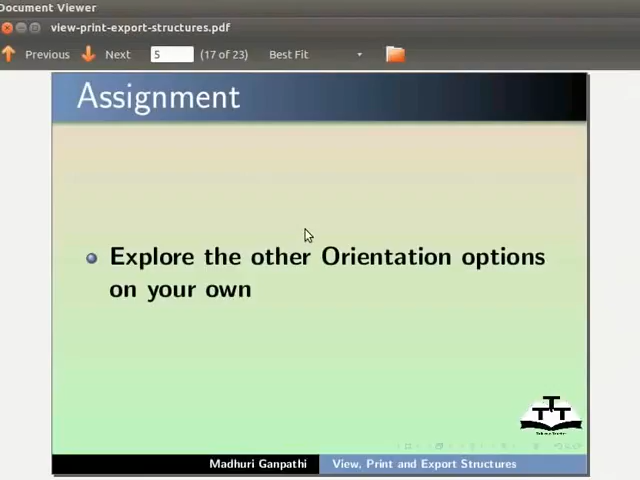 Document Viewer
view-print-export-structures.pdf
Previous Next 5 (17 of 23) Best Fit
Assignment
Explore the other Orientation options
on your own
Madhuri Ganpathi View, Print and Export Structures